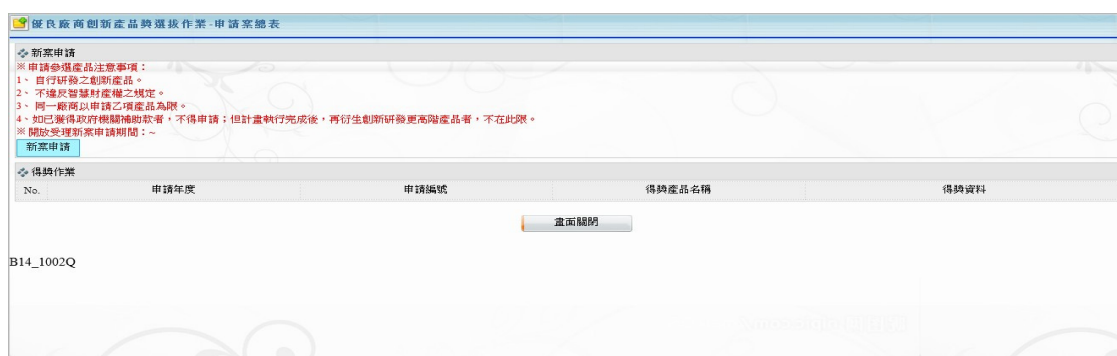 優良廠商創新產品獎選拔作業-申請案總表
新案申請
※申請參選產品注意事項：
1、自行研發之創新產品。
2、不違反智慧財產權之規定。
3、同一廠商以申請乙項產品為限。
4、如已獲得政府機關補助款者，不得申請；但計畫執行完成後，再衍生創新研發更高階產品者，不在此限。
※開放受理新案申請期間：~
新案申請
得獎作業
No. 申請年度 申請編號 得獎產品名稱 得獎資料
畫面關閉
B14_1002Q